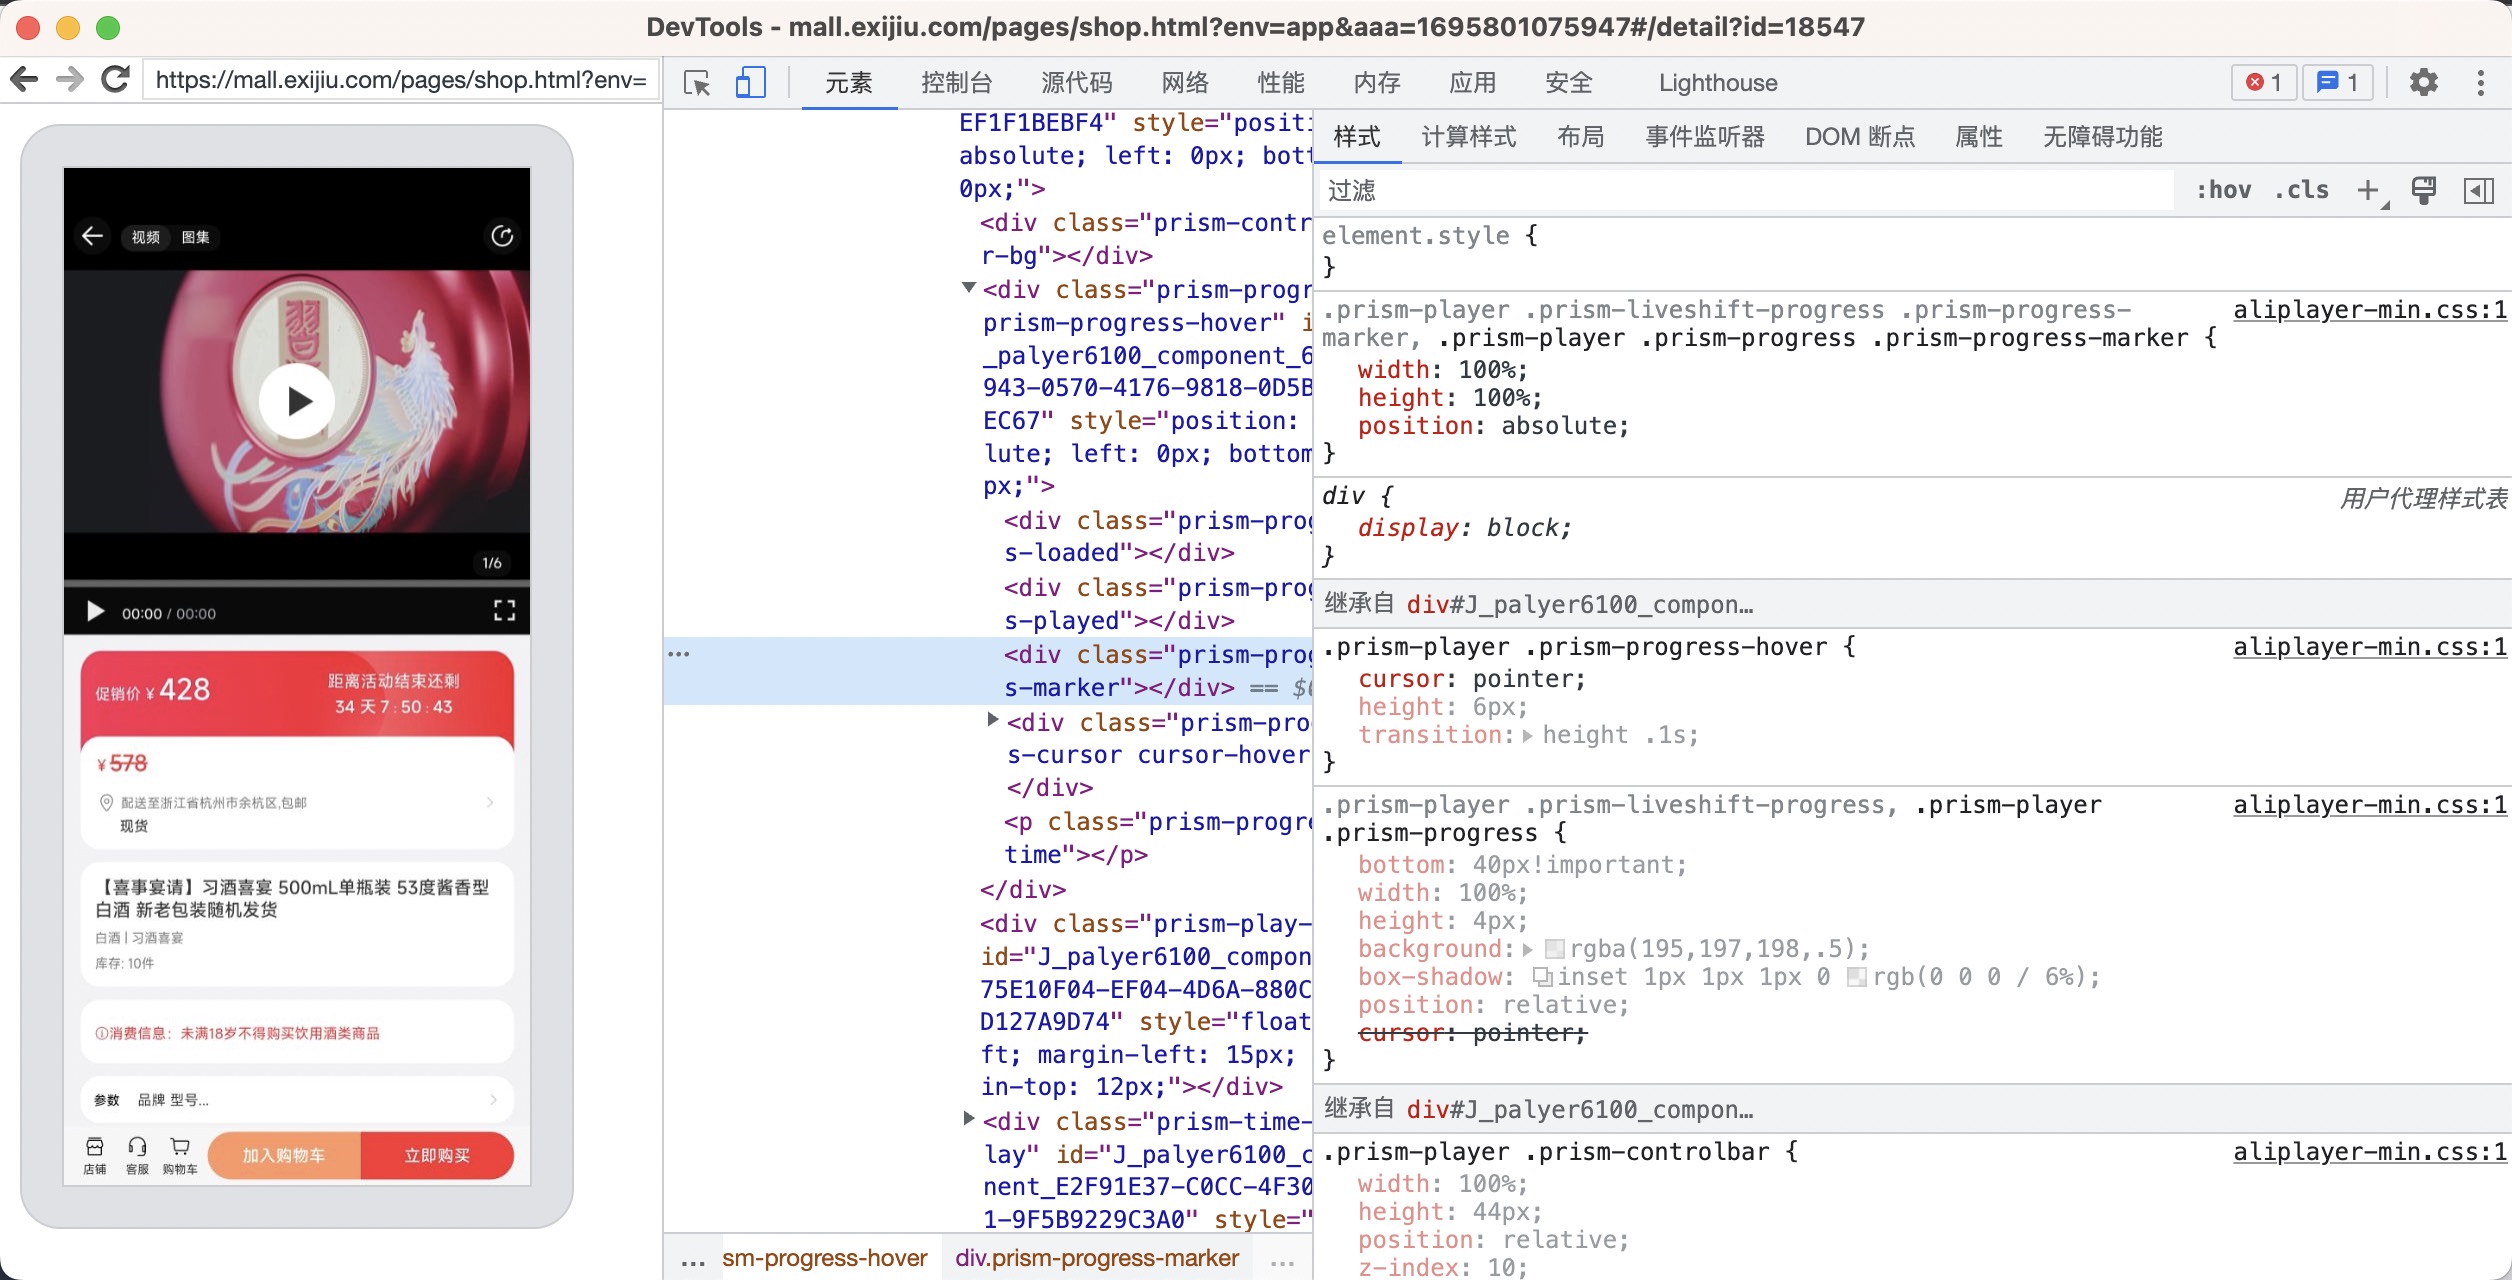 DevTools - mall.exijiu.com/pages/shop.html?env=app&aaa=1695801075947#/detail?id=18547
https://mall.exijiu.com/pages/shop.html?env=
元素 控制台 源代码 网络 性能 内存 应用 安全 Lighthouse
1 1
视频 图集
習
1/6
00:00 / 00:00
促销价 ¥ 428
距离活动结束还剩
34 天 7 : 50 : 43
¥ 578
配送至浙江省杭州市余杭区,包邮
现货
【喜事宴请】习酒喜宴 500mL单瓶装 53度酱香型
白酒 新老包装随机发货
白酒 | 习酒喜宴
库存: 10件
消费信息：未满18岁不得购买饮用酒类商品
参数 品牌 型号...
店铺 客服 购物车 加入购物车 立即购买
EF1F1BEBF4" style="positi
absolute; left: 0px; bott
0px;">
<div class="prism-contr
r-bg"></div>
<div class="prism-progr
prism-progress-hover" i
_palyer6100_component_6
943-0570-4176-9818-0D5B
EC67" style="position:
lute; left: 0px; bottom
px;">
<div class="prism-prog
s-loaded"></div>
<div class="prism-prog
s-played"></div>
... <div class="prism-prog
s-marker"></div> == $0
<div class="prism-pro
s-cursor cursor-hover
</div>
<p class="prism-progre
time"></p>
</div>
<div class="prism-play-
id="J_palyer6100_compon
75E10F04-EF04-4D6A-880C
D127A9D74" style="float
ft; margin-left: 15px;
in-top: 12px;"></div>
<div class="prism-time-
lay" id="J_palyer6100_c
nent_E2F91E37-C0CC-4F30
1-9F5B9229C3A0" style="
... sm-progress-hover div.prism-progress-marker ...
样式 计算样式 布局 事件监听器 DOM 断点 属性 无障碍功能
过滤 :hov .cls +
element.style {
}
.prism-player .prism-liveshift-progress .prism-progress- aliplayer-min.css:1
marker, .prism-player .prism-progress .prism-progress-marker {
width: 100%;
height: 100%;
position: absolute;
}
div { 用户代理样式表
display: block;
}
继承自 div#J_palyer6100_compon…
.prism-player .prism-progress-hover { aliplayer-min.css:1
cursor: pointer;
height: 6px;
transition: height .1s;
}
.prism-player .prism-liveshift-progress, .prism-player aliplayer-min.css:1
.prism-progress {
bottom: 40px!important;
width: 100%;
height: 4px;
background: rgba(195,197,198,.5);
box-shadow: inset 1px 1px 1px 0 rgb(0 0 0 / 6%);
position: relative;
cursor: pointer;
}
继承自 div#J_palyer6100_compon…
.prism-player .prism-controlbar { aliplayer-min.css:1
width: 100%;
height: 44px;
position: relative;
z-index: 10;